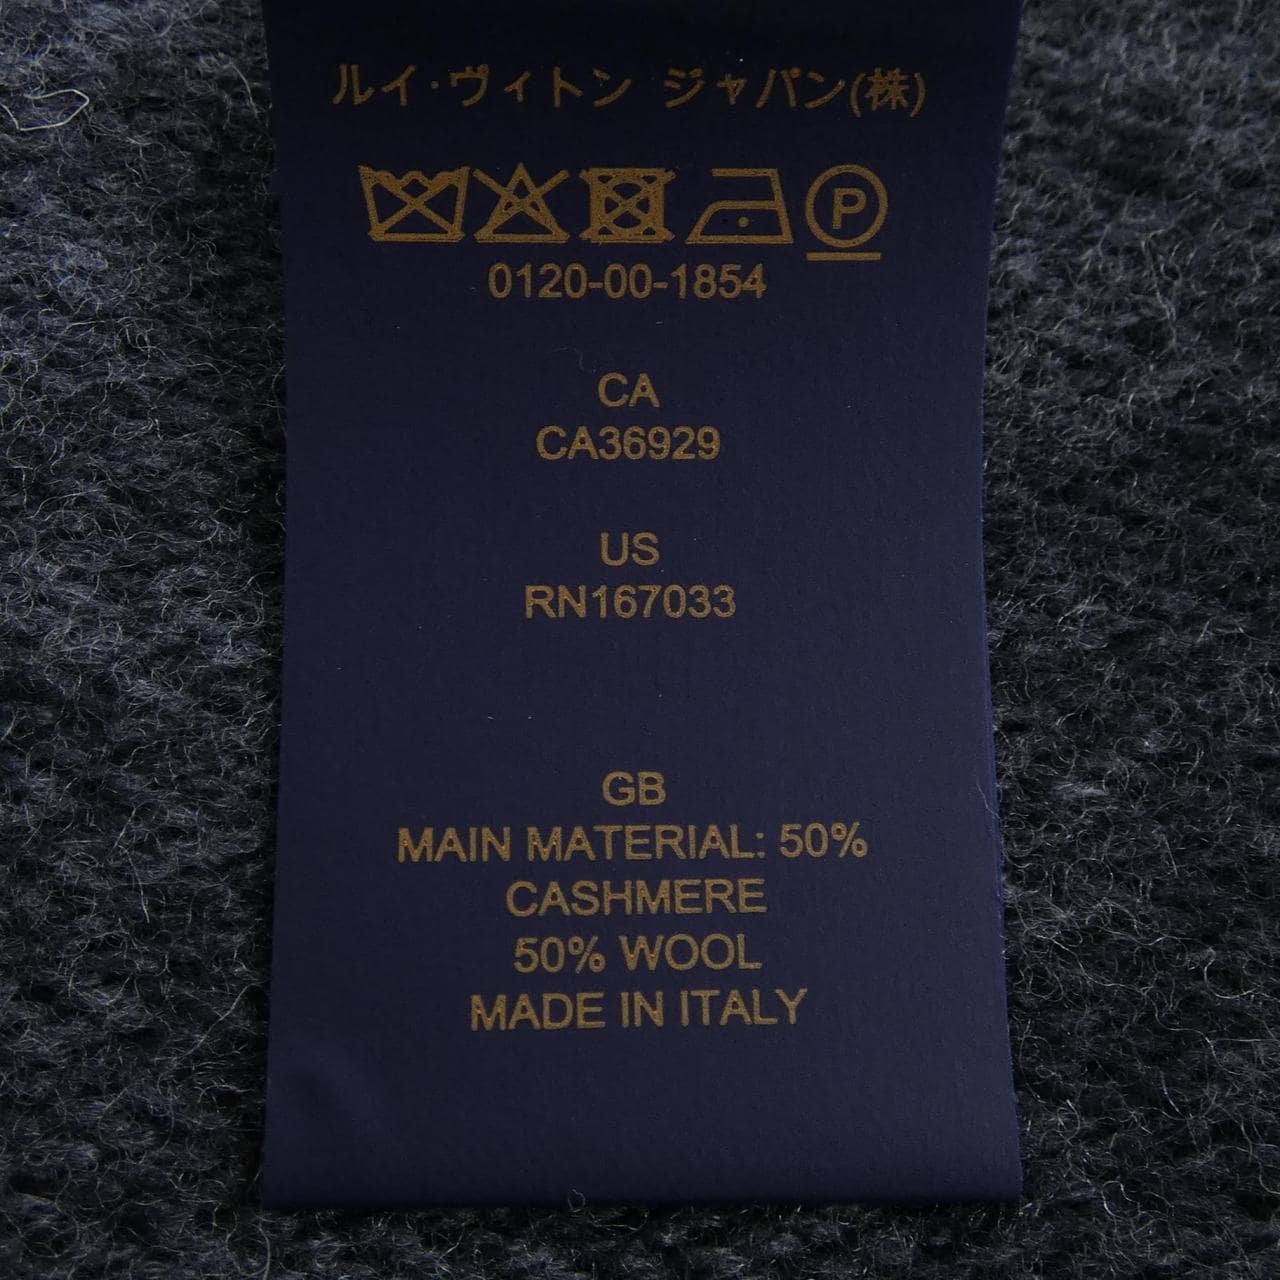 ルイ・ヴィトン ジャパン(株)
P
0120-00-1854
CA
CA36929
US
RN167033
GB
MAIN MATERIAL: 50%
CASHMERE
50% WOOL
MADE IN ITALY